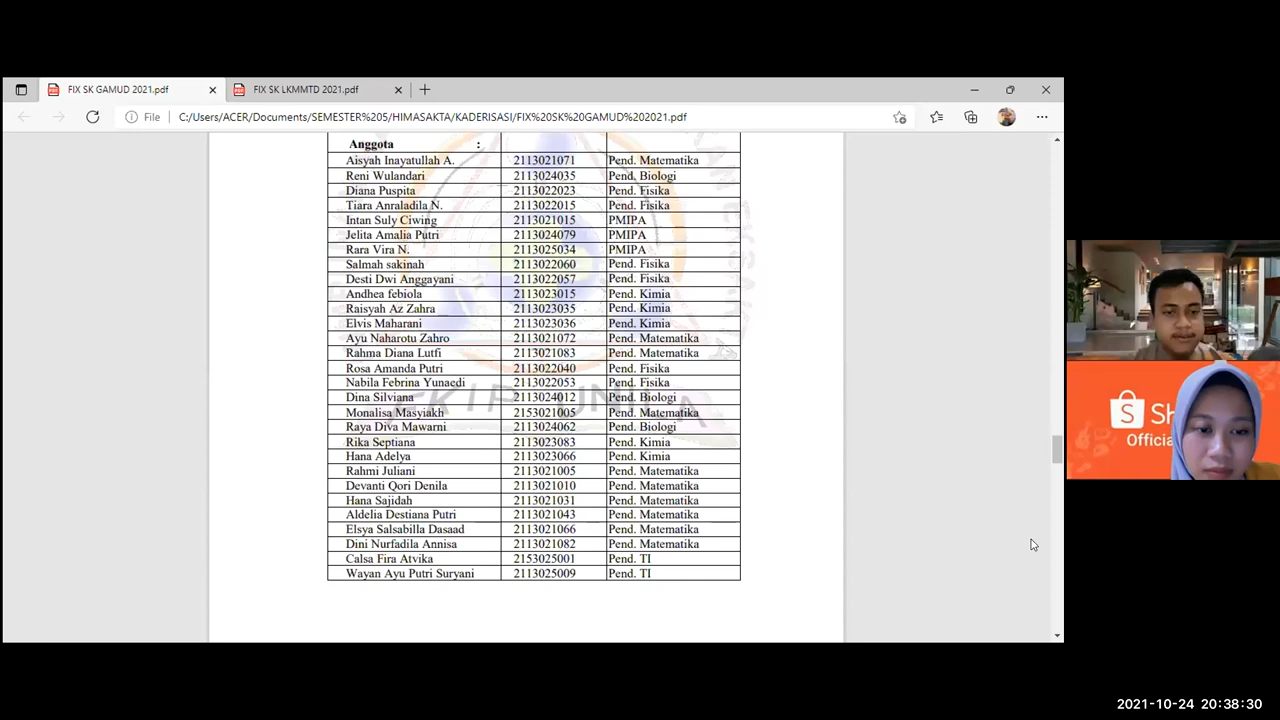 FIX SK GAMUD 2021.pdf
FIX SK LKMMTD 2021.pdf
File C:/Users/ACER/Documents/SEMESTER%205/HIMASAKTA/KADERISASI/FIX%20SK%20GAMUD%202021.pdf
Anggota :
Aisyah Inayatullah A. 2113021071 Pend. Matematika
Reni Wulandari 2113024035 Pend. Biologi
Diana Puspita 2113022023 Pend. Fisika
Tiara Anraladila N. 2113022015 Pend. Fisika
Intan Suly Ciwing 2113021015 PMIPA
Jelita Amalia Putri 2113024079 PMIPA
Rara Vira N. 2113025034 PMIPA
Salmah sakinah 2113022060 Pend. Fisika
Desti Dwi Anggayani 2113022057 Pend. Fisika
Andhea febiola 2113023015 Pend. Kimia
Raisyah Az Zahra 2113023035 Pend. Kimia
Elvis Maharani 2113023036 Pend. Kimia
Ayu Naharotu Zahro 2113021072 Pend. Matematika
Rahma Diana Lutfi 2113021083 Pend. Matematika
Rosa Amanda Putri 2113022040 Pend. Fisika
Nabila Febrina Yunaedi 2113022053 Pend. Fisika
Dina Silviana 2113024012 Pend. Biologi
Monalisa Masyiakh 2153021005 Pend. Matematika
Raya Diva Mawarni 2113024062 Pend. Biologi
Rika Septiana 2113023083 Pend. Kimia
Hana Adelya 2113023066 Pend. Kimia
Rahmi Juliani 2113021005 Pend. Matematika
Devanti Qori Denila 2113021010 Pend. Matematika
Hana Sajidah 2113021031 Pend. Matematika
Aldelia Destiana Putri 2113021043 Pend. Matematika
Elsya Salsabilla Dasaad 2113021066 Pend. Matematika
Dini Nurfadila Annisa 2113021082 Pend. Matematika
Calsa Fira Atvika 2153025001 Pend. TI
Wayan Ayu Putri Suryani 2113025009 Pend. TI
FKIP UNILA
S Sh
Offici
2021-10-24 20:38:30